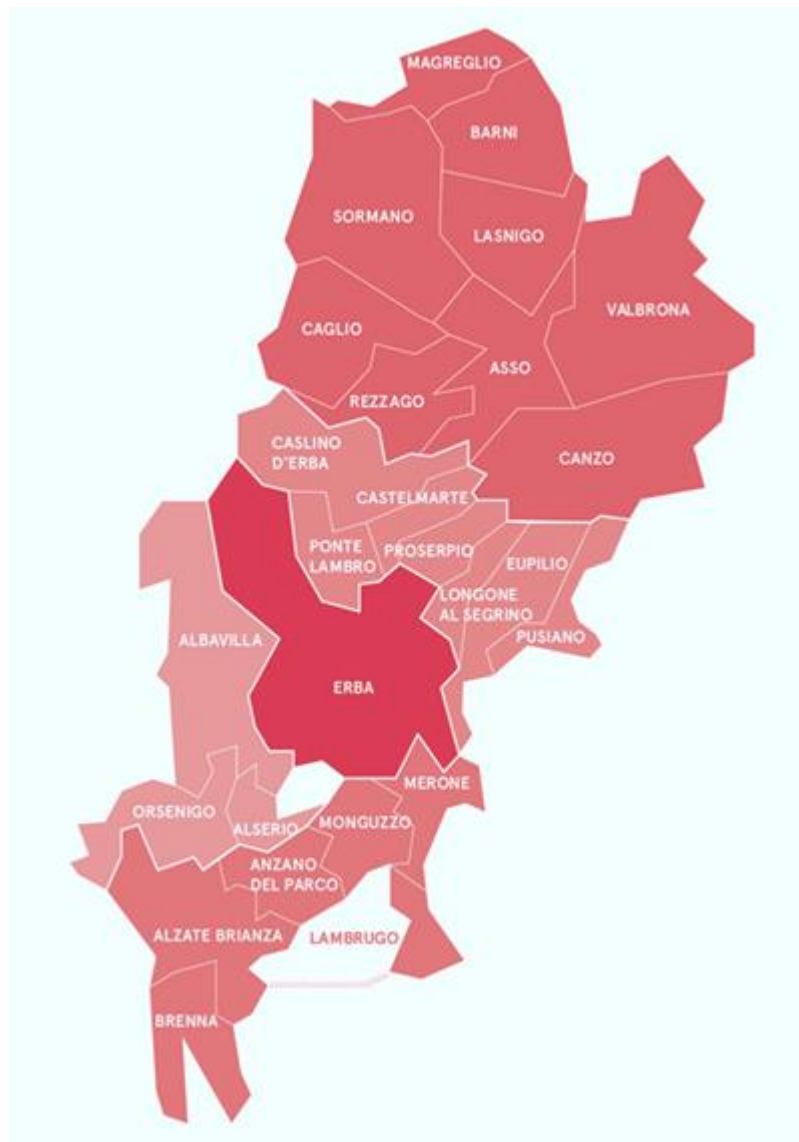 MAGREGLIO
BARNI
SORMANO
LASNIGO
VALBRONA
CAGLIO
ASSO
REZZAGO
CASLINO
D'ERBA
CANZO
CASTELMARTE
PONTE
LAMBRO
PROSERPIO
EUPILIO
LONGONE
AL SEGRINO
PUSIANO
ALBAVILLA
ERBA
MERONE
ORSENIGO
ALSERIO
MONGUZZO
ANZANO
DEL PARCO
ALZATE BRIANZA
LAMBRUGO
BRENNA